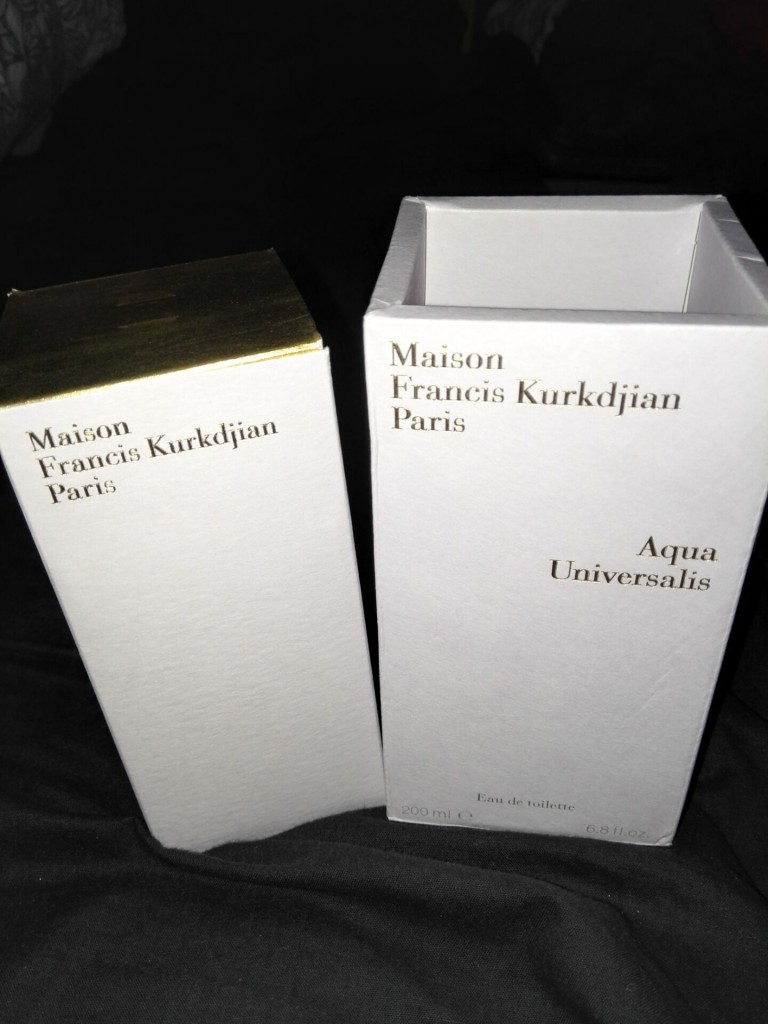 Maison
Francis Kurkdjian
Paris
Maison
Francis Kurkdjian
Paris
Aqua
Universalis
Eau de toilette
200 ml ℮
6.8 fl.oz.